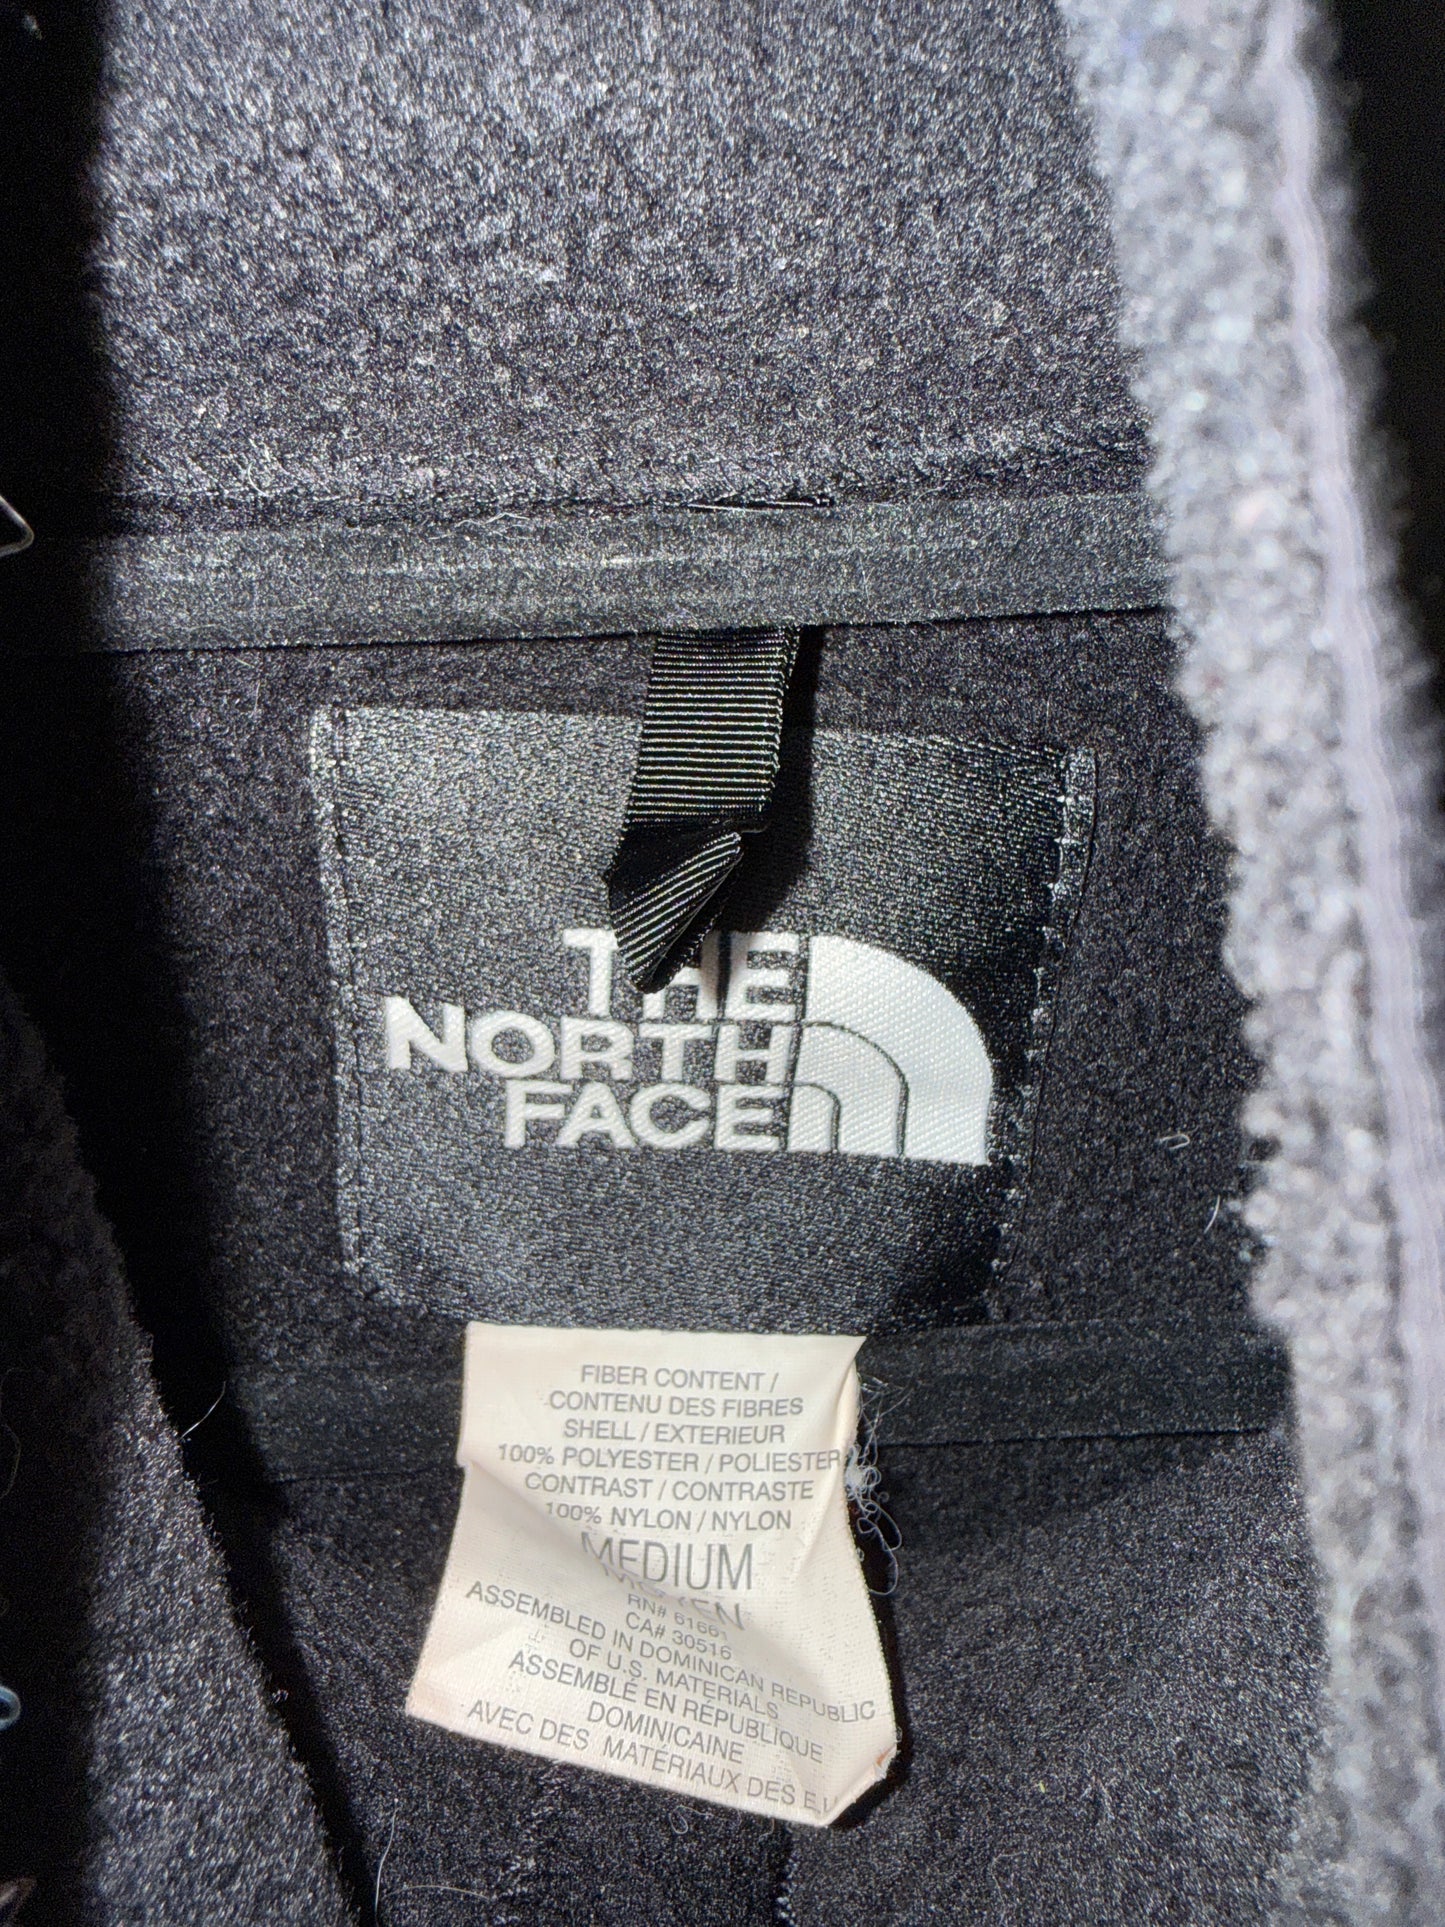 THE
NORTH
FACE
FIBER CONTENT /
CONTENU DES FIBRES
SHELL / EXTERIEUR
100% POLYESTER / POLIESTER
CONTRAST / CONTRASTE
100% NYLON / NYLON
MEDIUM
RN# 61661
CA# 30516
ASSEMBLED IN DOMINICAN REPUBLIC
OF U.S. MATERIALS
ASSEMBLÉ EN RÉPUBLIQUE
DOMINICAINE
AVEC DES MATERIAUX DES